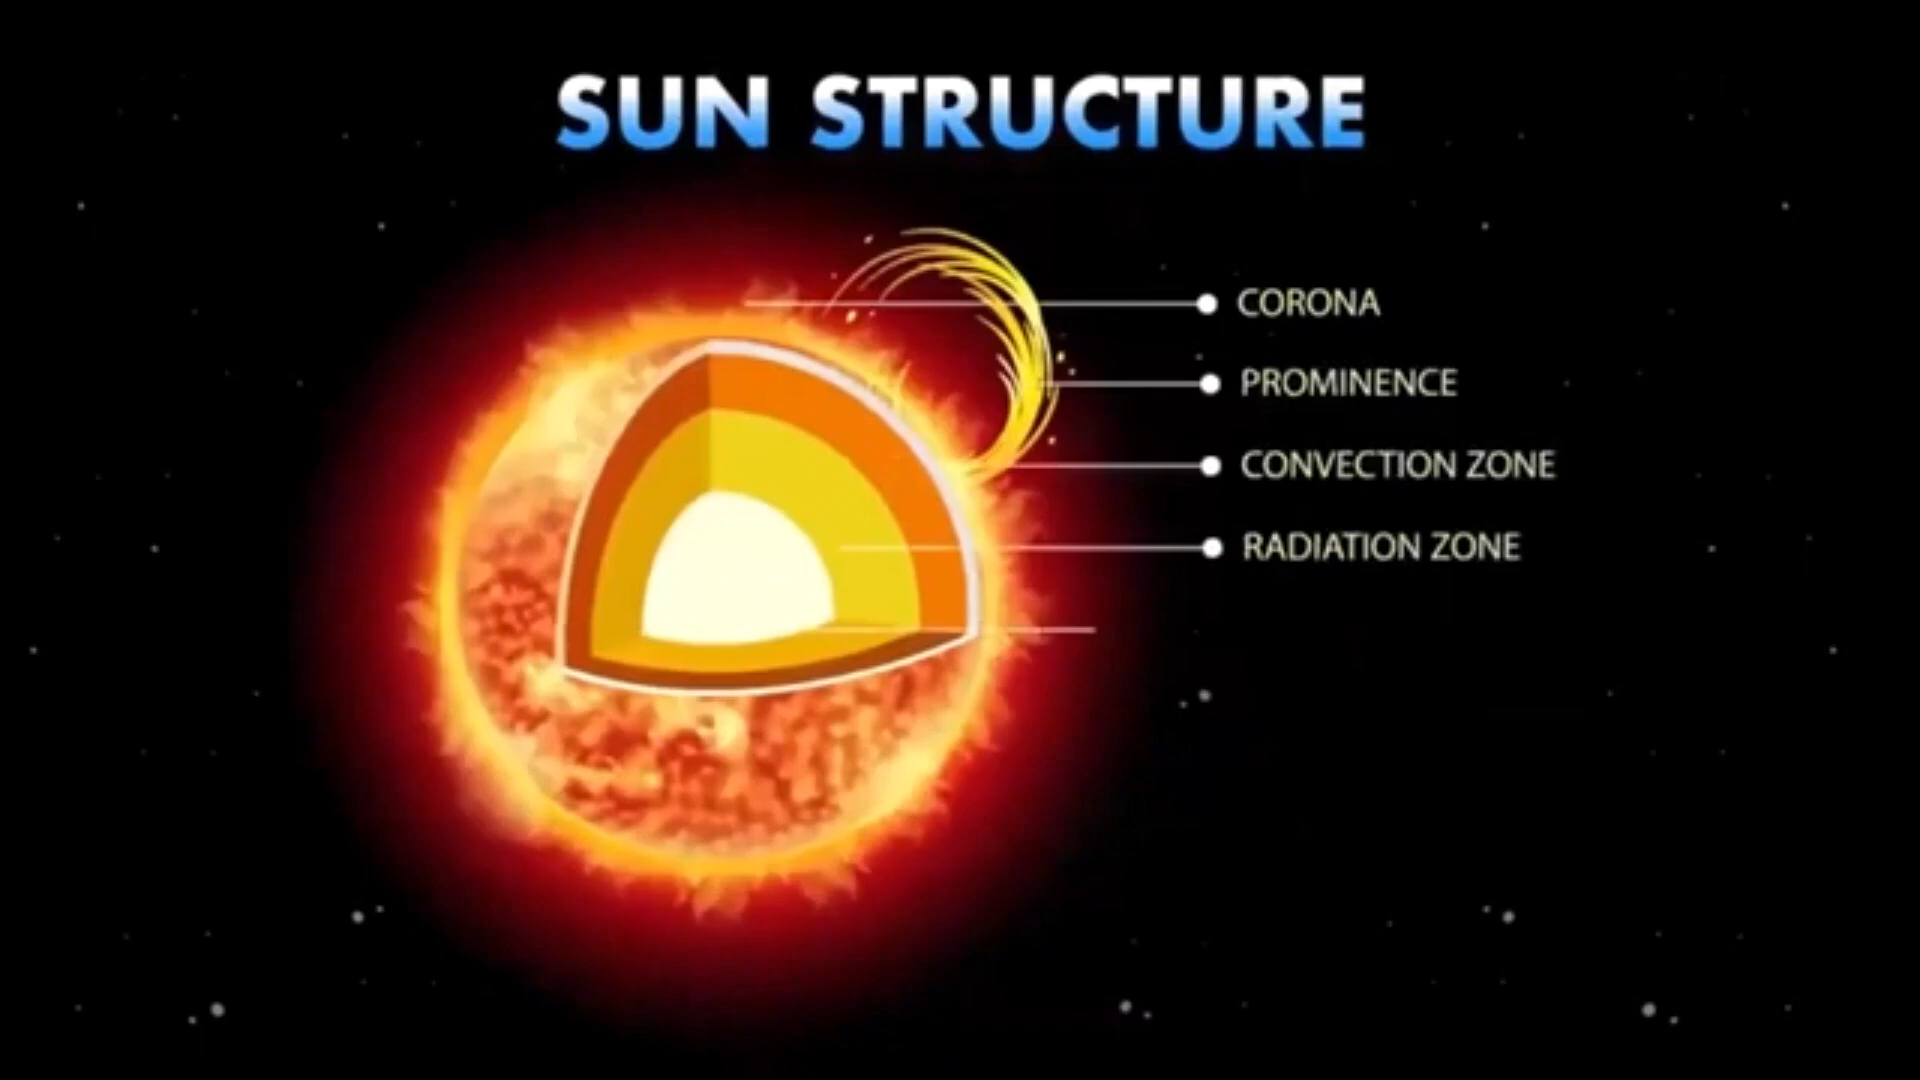 SUN STRUCTURE
CORONA
PROMINENCE
CONVECTION ZONE
RADIATION ZONE